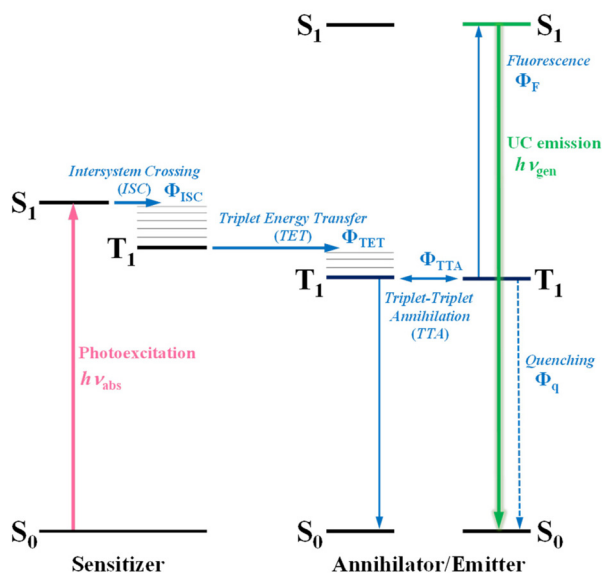 S1
S1
Fluorescence
ΦF
UC emission
hνgen
Intersystem Crossing
(ISC)
ΦISC
S1
T1
Triplet Energy Transfer
(TET)
ΦTET
T1
ΦTTA
Triplet-Triplet
Annihilation
(TTA)
T1
Photoexcitation
hνabs
Quenching
Φq
S0
S0
S0
Sensitizer
Annihilator/Emitter